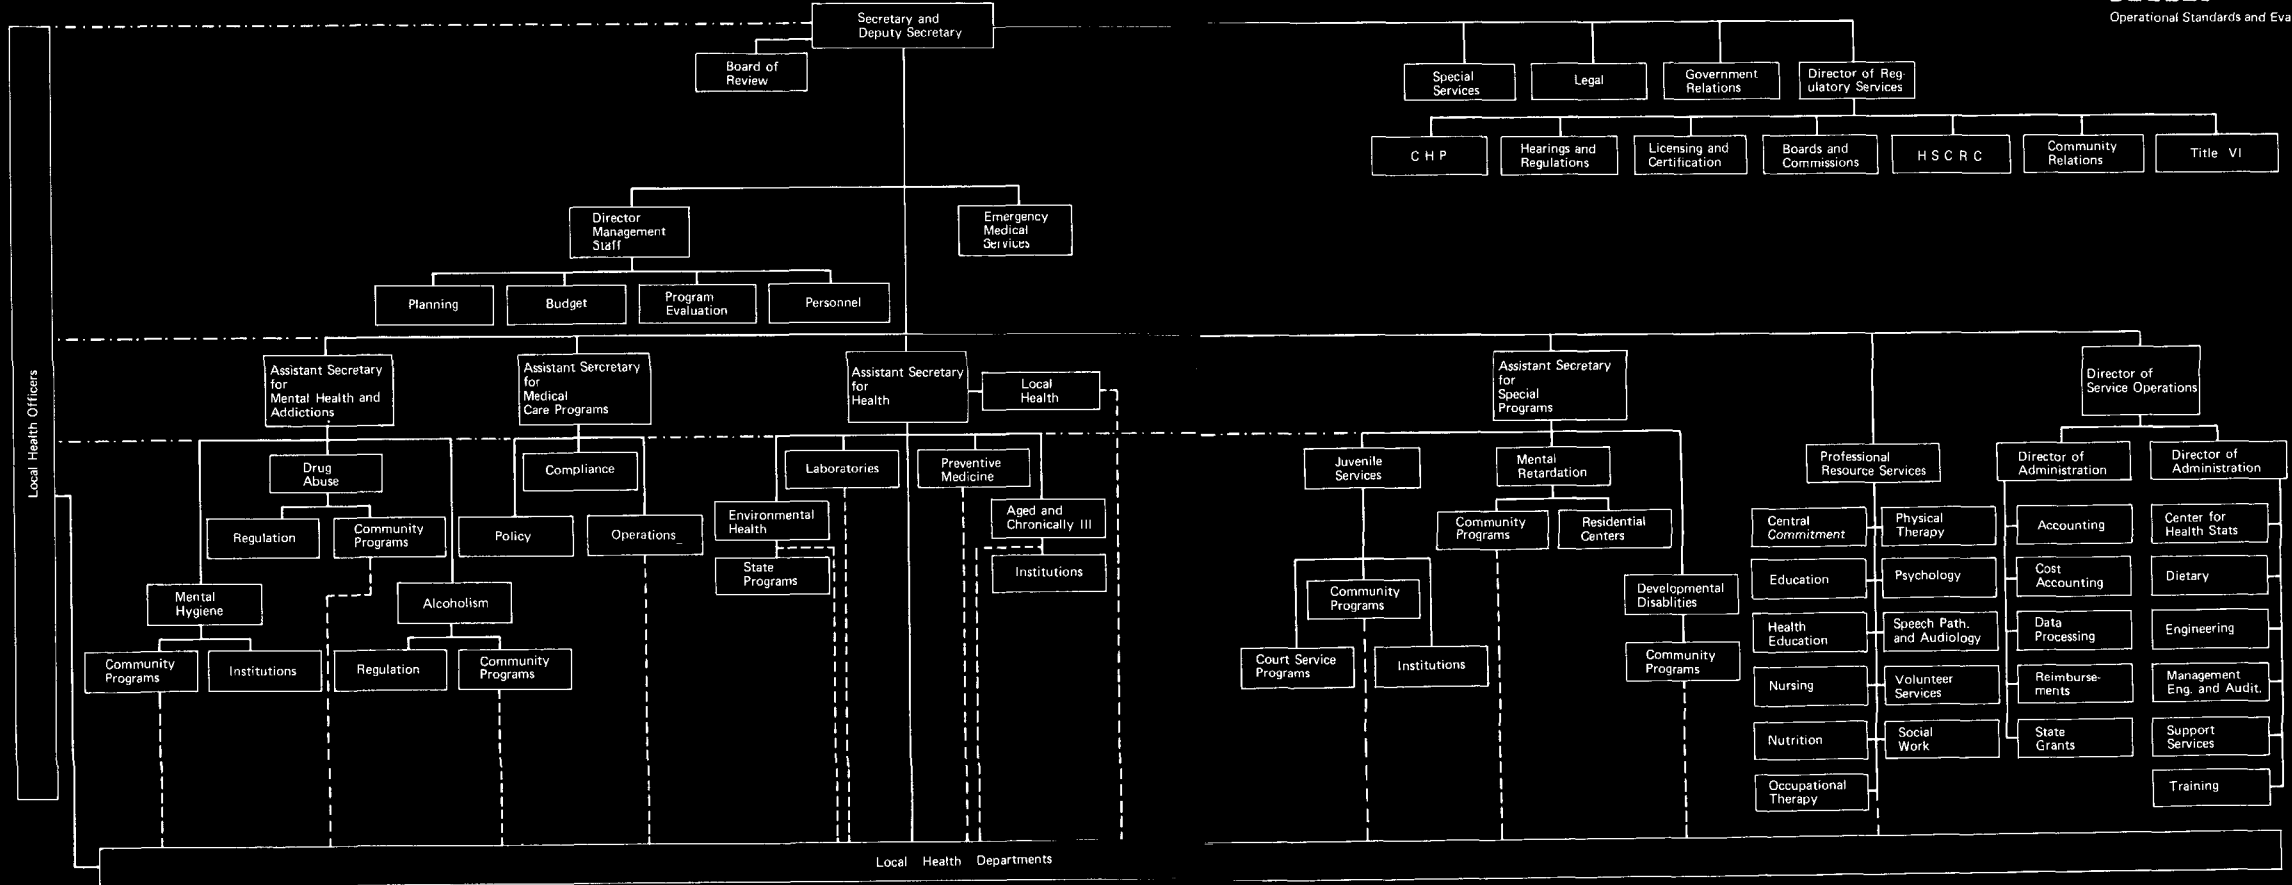 Operational Standards and Eva
Secretary and
Deputy Secretary
Board of
Review
Special
Services
Legal
Government
Relations
Director of Reg-
ulatory Services
C H P
Hearings and
Regulations
Licensing and
Certification
Boards and
Commissions
H S C R C
Community
Relations
Title VI
Director
Management
Staff
Emergency
Medical
Services
Planning
Budget
Program
Evaluation
Personnel
Local Health Officers
Assistant Secretary
for
Mental Health and
Addictions
Assistant Sercretary
for
Medical
Care Programs
Assistant Secretary
for
Health
Local
Health
Assistant Secretary
for
Special
Programs
Director of
Service Operations
Drug
Abuse
Compliance
Laboratories
Preventive
Medicine
Juvenile
Services
Mental
Retardation
Professional
Resource Services
Director of
Administration
Director of
Administration
Regulation
Community
Programs
Policy
Operations
Environmental
Health
Aged and
Chronically III
Community
Programs
Residential
Centers
Central
Commitment
Physical
Therapy
Accounting
Center for
Health Stats
State
Programs
Institutions
Education
Psychology
Cost
Accounting
Dietary
Mental
Hygiene
Alcoholism
Community
Programs
Developmental
Disablities
Health
Education
Speech Path.
and Audiology
Data
Processing
Engineering
Community
Programs
Institutions
Regulation
Community
Programs
Court Service
Programs
Institutions
Community
Programs
Nursing
Volunteer
Services
Reimburse-
ments
Management
Eng. and Audit.
Nutrition
Social
Work
State
Grants
Support
Services
Occupational
Therapy
Training
Local Health Departments